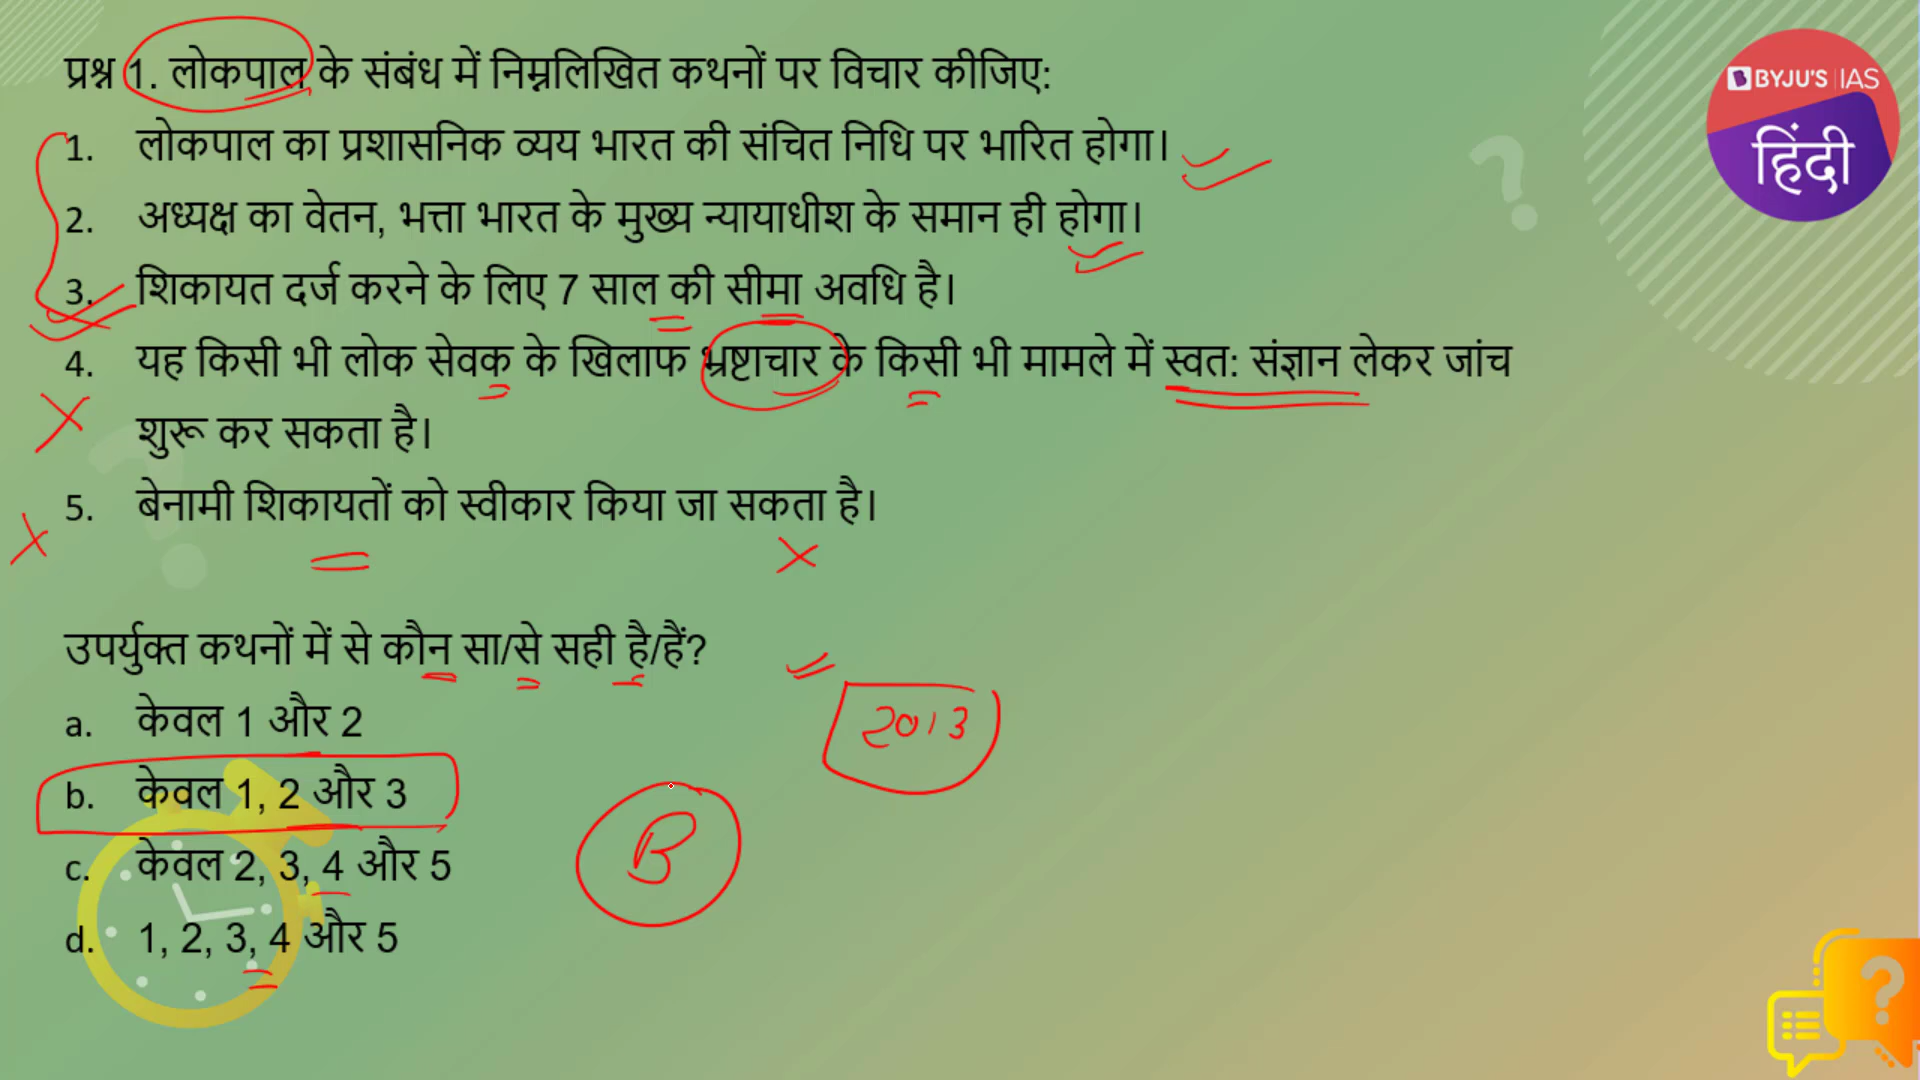 प्रश्न 1. लोकपाल के संबंध में निम्नलिखित कथनों पर विचार कीजिए:
BYJU'S IAS
हिंदी
1. लोकपाल का प्रशासनिक व्यय भारत की संचित निधि पर भारित होगा।
2. अध्यक्ष का वेतन, भत्ता भारत के मुख्य न्यायाधीश के समान ही होगा।
3. शिकायत दर्ज करने के लिए 7 साल की सीमा अवधि है।
4. यह किसी भी लोक सेवक के खिलाफ भ्रष्टाचार के किसी भी मामले में स्वत: संज्ञान लेकर जांच
शुरू कर सकता है।
5. बेनामी शिकायतों को स्वीकार किया जा सकता है।
उपर्युक्त कथनों में से कौन सा/से सही है/हैं?
a. केवल 1 और 2
2013
b. केवल 1, 2 और 3
B
c. केवल 2, 3, 4 और 5
d. 1, 2, 3, 4 और 5